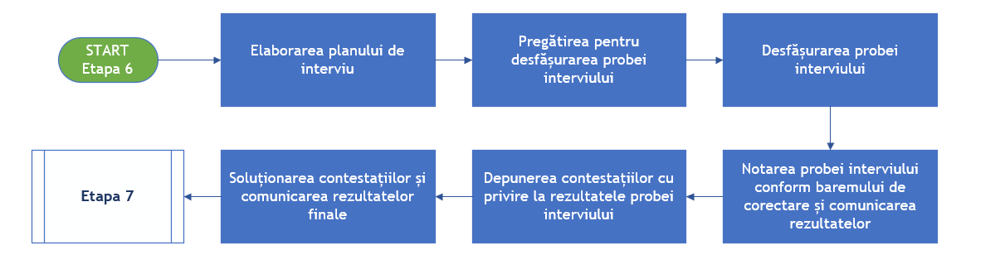 START
Etapa 6
Elaborarea planului de
interviu
Pregătirea pentru
desfășurarea probei
interviului
Desfășurarea probei
interviului
Notarea probei interviului
conform baremului de
corectare și comunicarea
rezultatelor
Depunerea contestațiilor cu
privire la rezultatele probei
interviului
Soluționarea contestațiilor și
comunicarea rezultatelor
finale
Etapa 7